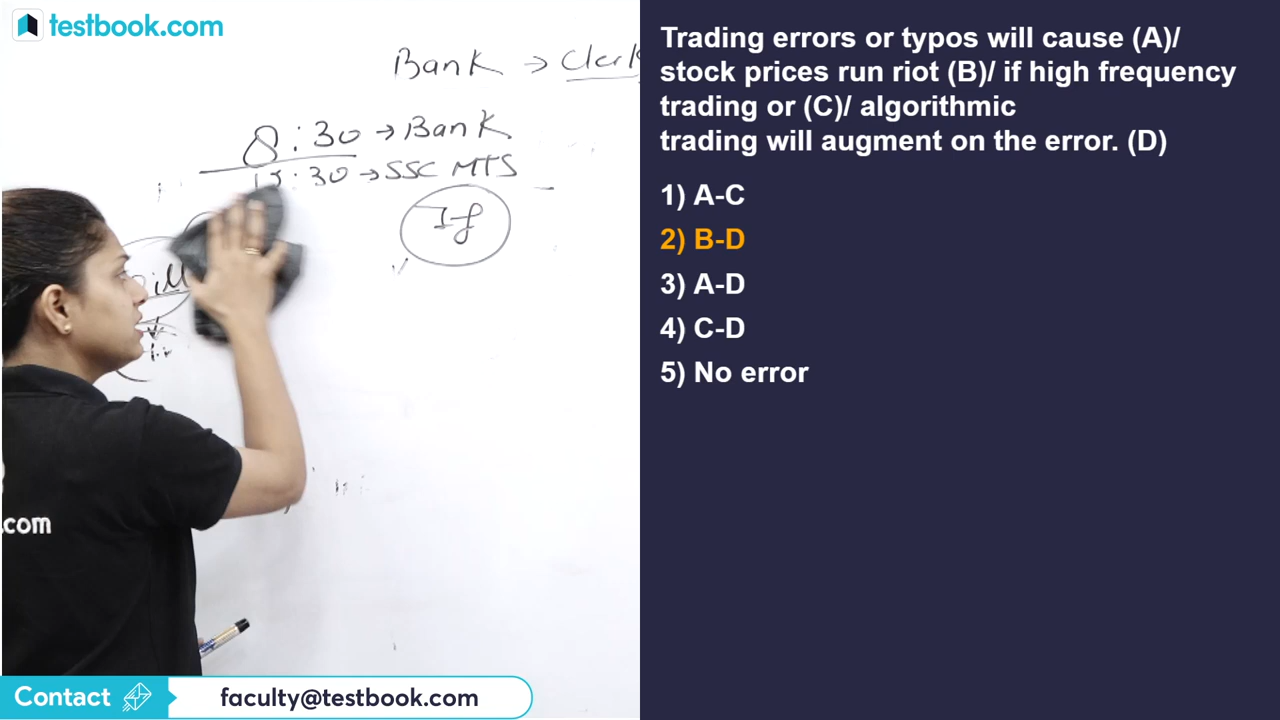 testbook.com
Bank → Clerk
8:30 → Bank
:30 → SSC MTS
If
.com
Trading errors or typos will cause (A)/
stock prices run riot (B)/ if high frequency
trading or (C)/ algorithmic
trading will augment on the error. (D)
1) A-C
2) B-D
3) A-D
4) C-D
5) No error
Contact
faculty@testbook.com